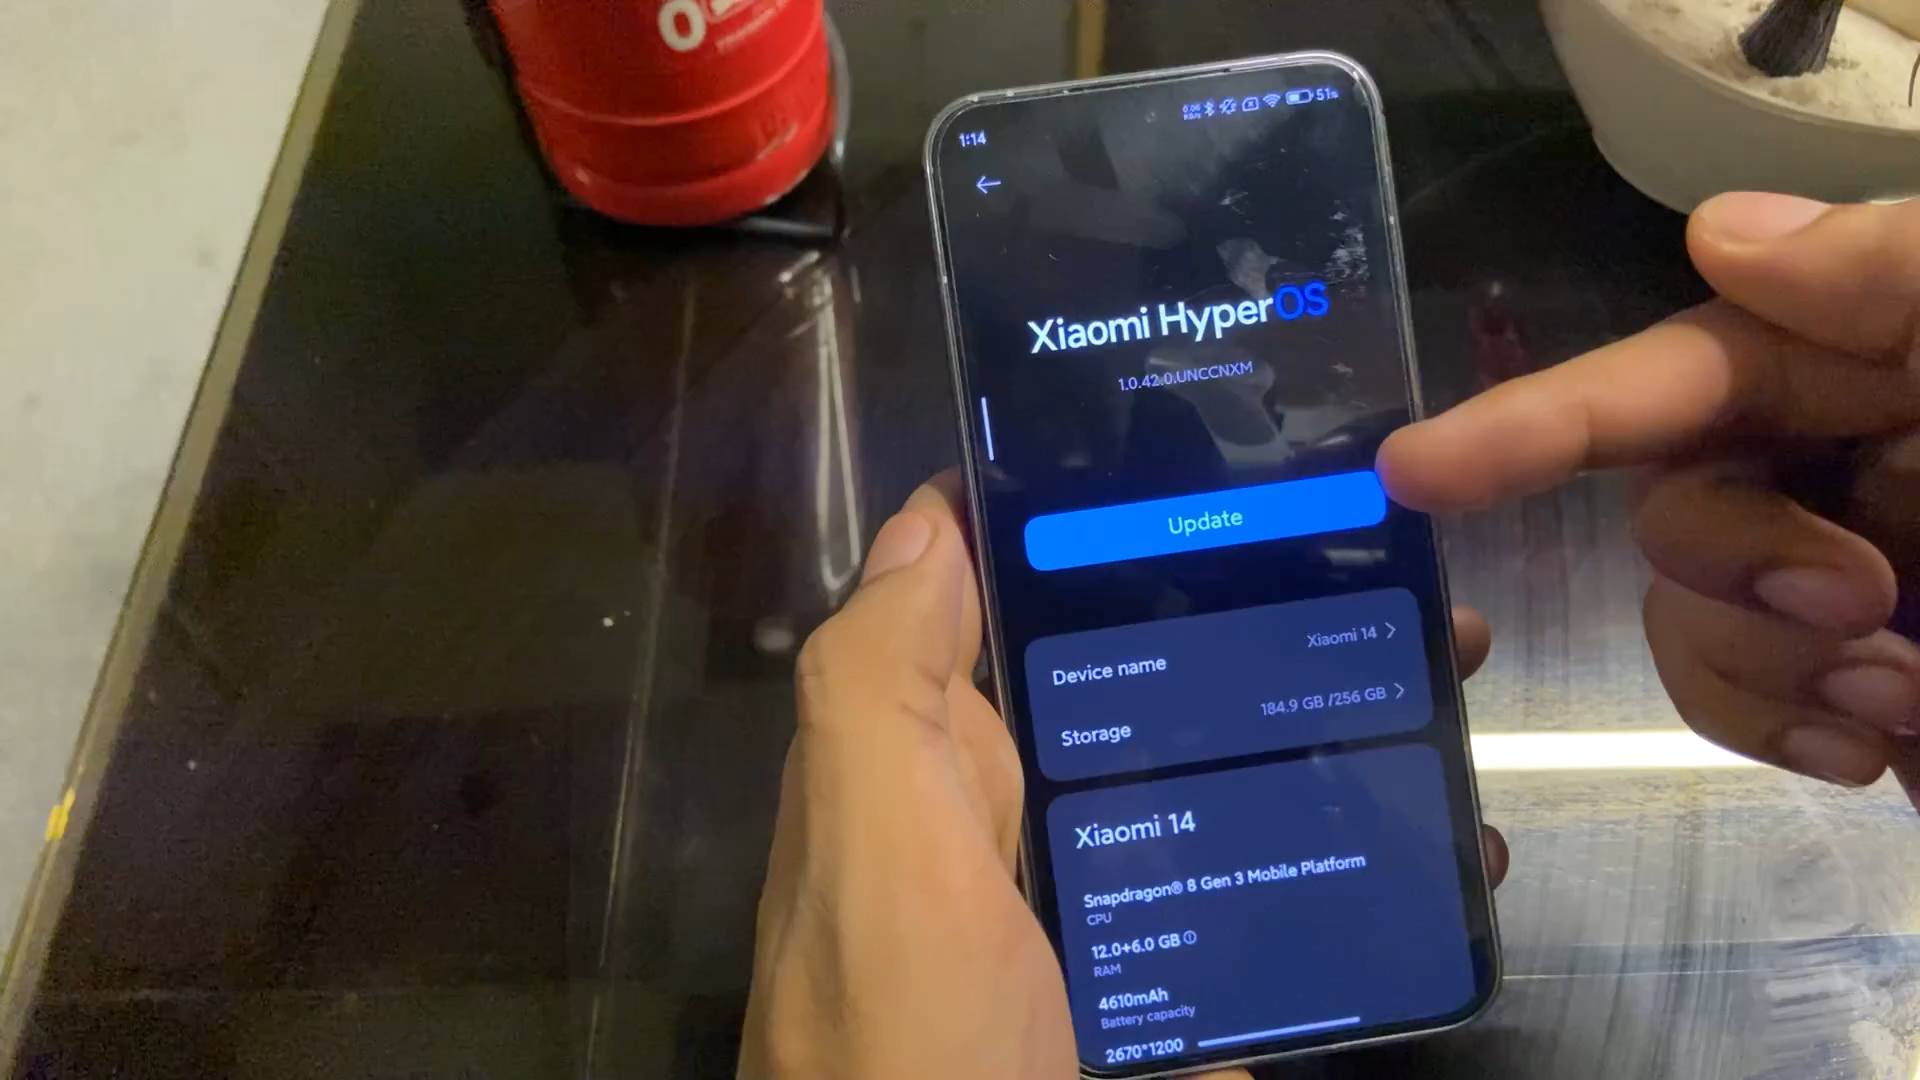 1:14
51%
Xiaomi HyperOS
1.0.42.0.UNCCNXM
Update
Device name
Xiaomi 14
Storage
184.9 GB /256 GB
Xiaomi 14
Snapdragon® 8 Gen 3 Mobile Platform
CPU
12.0+6.0 GB
RAM
4610mAh
Battery capacity
2670*1200